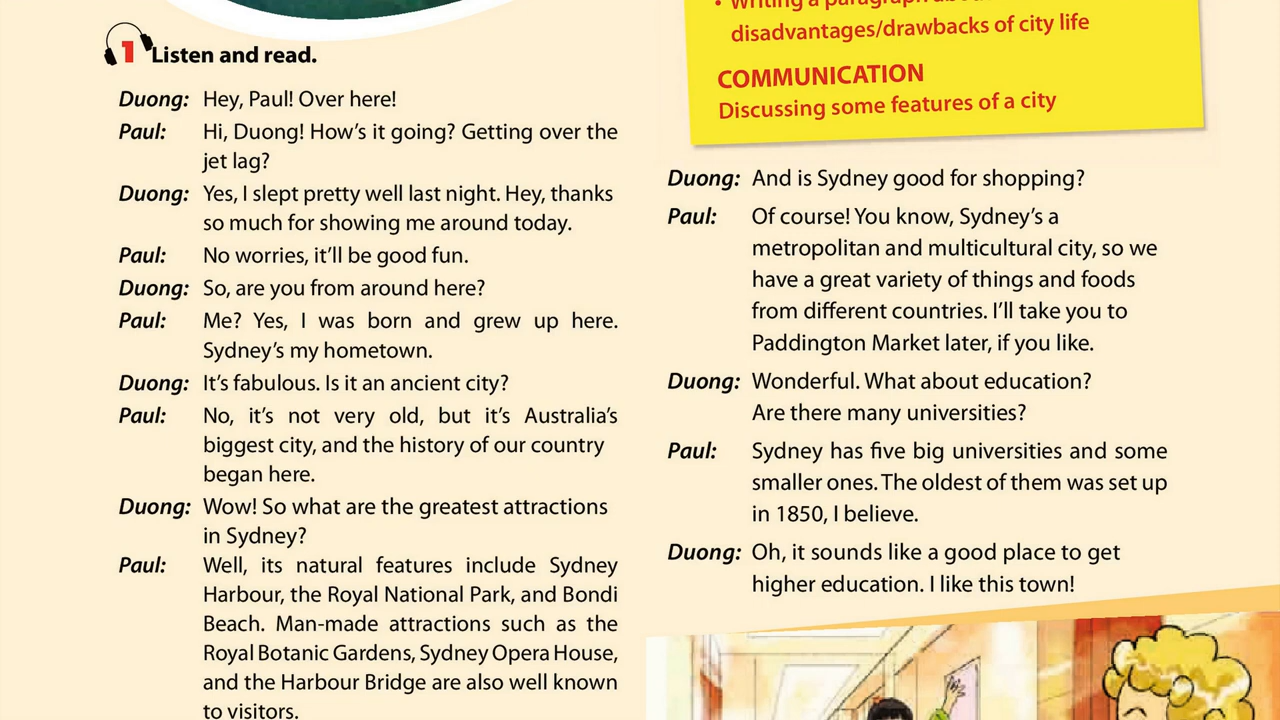 1 Listen and read.
Duong: Hey, Paul! Over here!
Paul: Hi, Duong! How's it going? Getting over the
jet lag?
Duong: Yes, I slept pretty well last night. Hey, thanks
so much for showing me around today.
Paul: No worries, it'll be good fun.
Duong: So, are you from around here?
Paul: Me? Yes, I was born and grew up here.
Sydney's my hometown.
Duong: It's fabulous. Is it an ancient city?
Paul: No, it's not very old, but it's Australia's
biggest city, and the history of our country
began here.
Duong: Wow! So what are the greatest attractions
in Sydney?
Paul: Well, its natural features include Sydney
Harbour, the Royal National Park, and Bondi
Beach. Man-made attractions such as the
Royal Botanic Gardens, Sydney Opera House,
and the Harbour Bridge are also well known
to visitors.
• Writing a paragraph
disadvantages/drawbacks of city life
COMMUNICATION
Discussing some features of a city
Duong: And is Sydney good for shopping?
Paul: Of course! You know, Sydney's a
metropolitan and multicultural city, so we
have a great variety of things and foods
from different countries. I'll take you to
Paddington Market later, if you like.
Duong: Wonderful. What about education?
Are there many universities?
Paul: Sydney has five big universities and some
smaller ones. The oldest of them was set up
in 1850, I believe.
Duong: Oh, it sounds like a good place to get
higher education. I like this town!